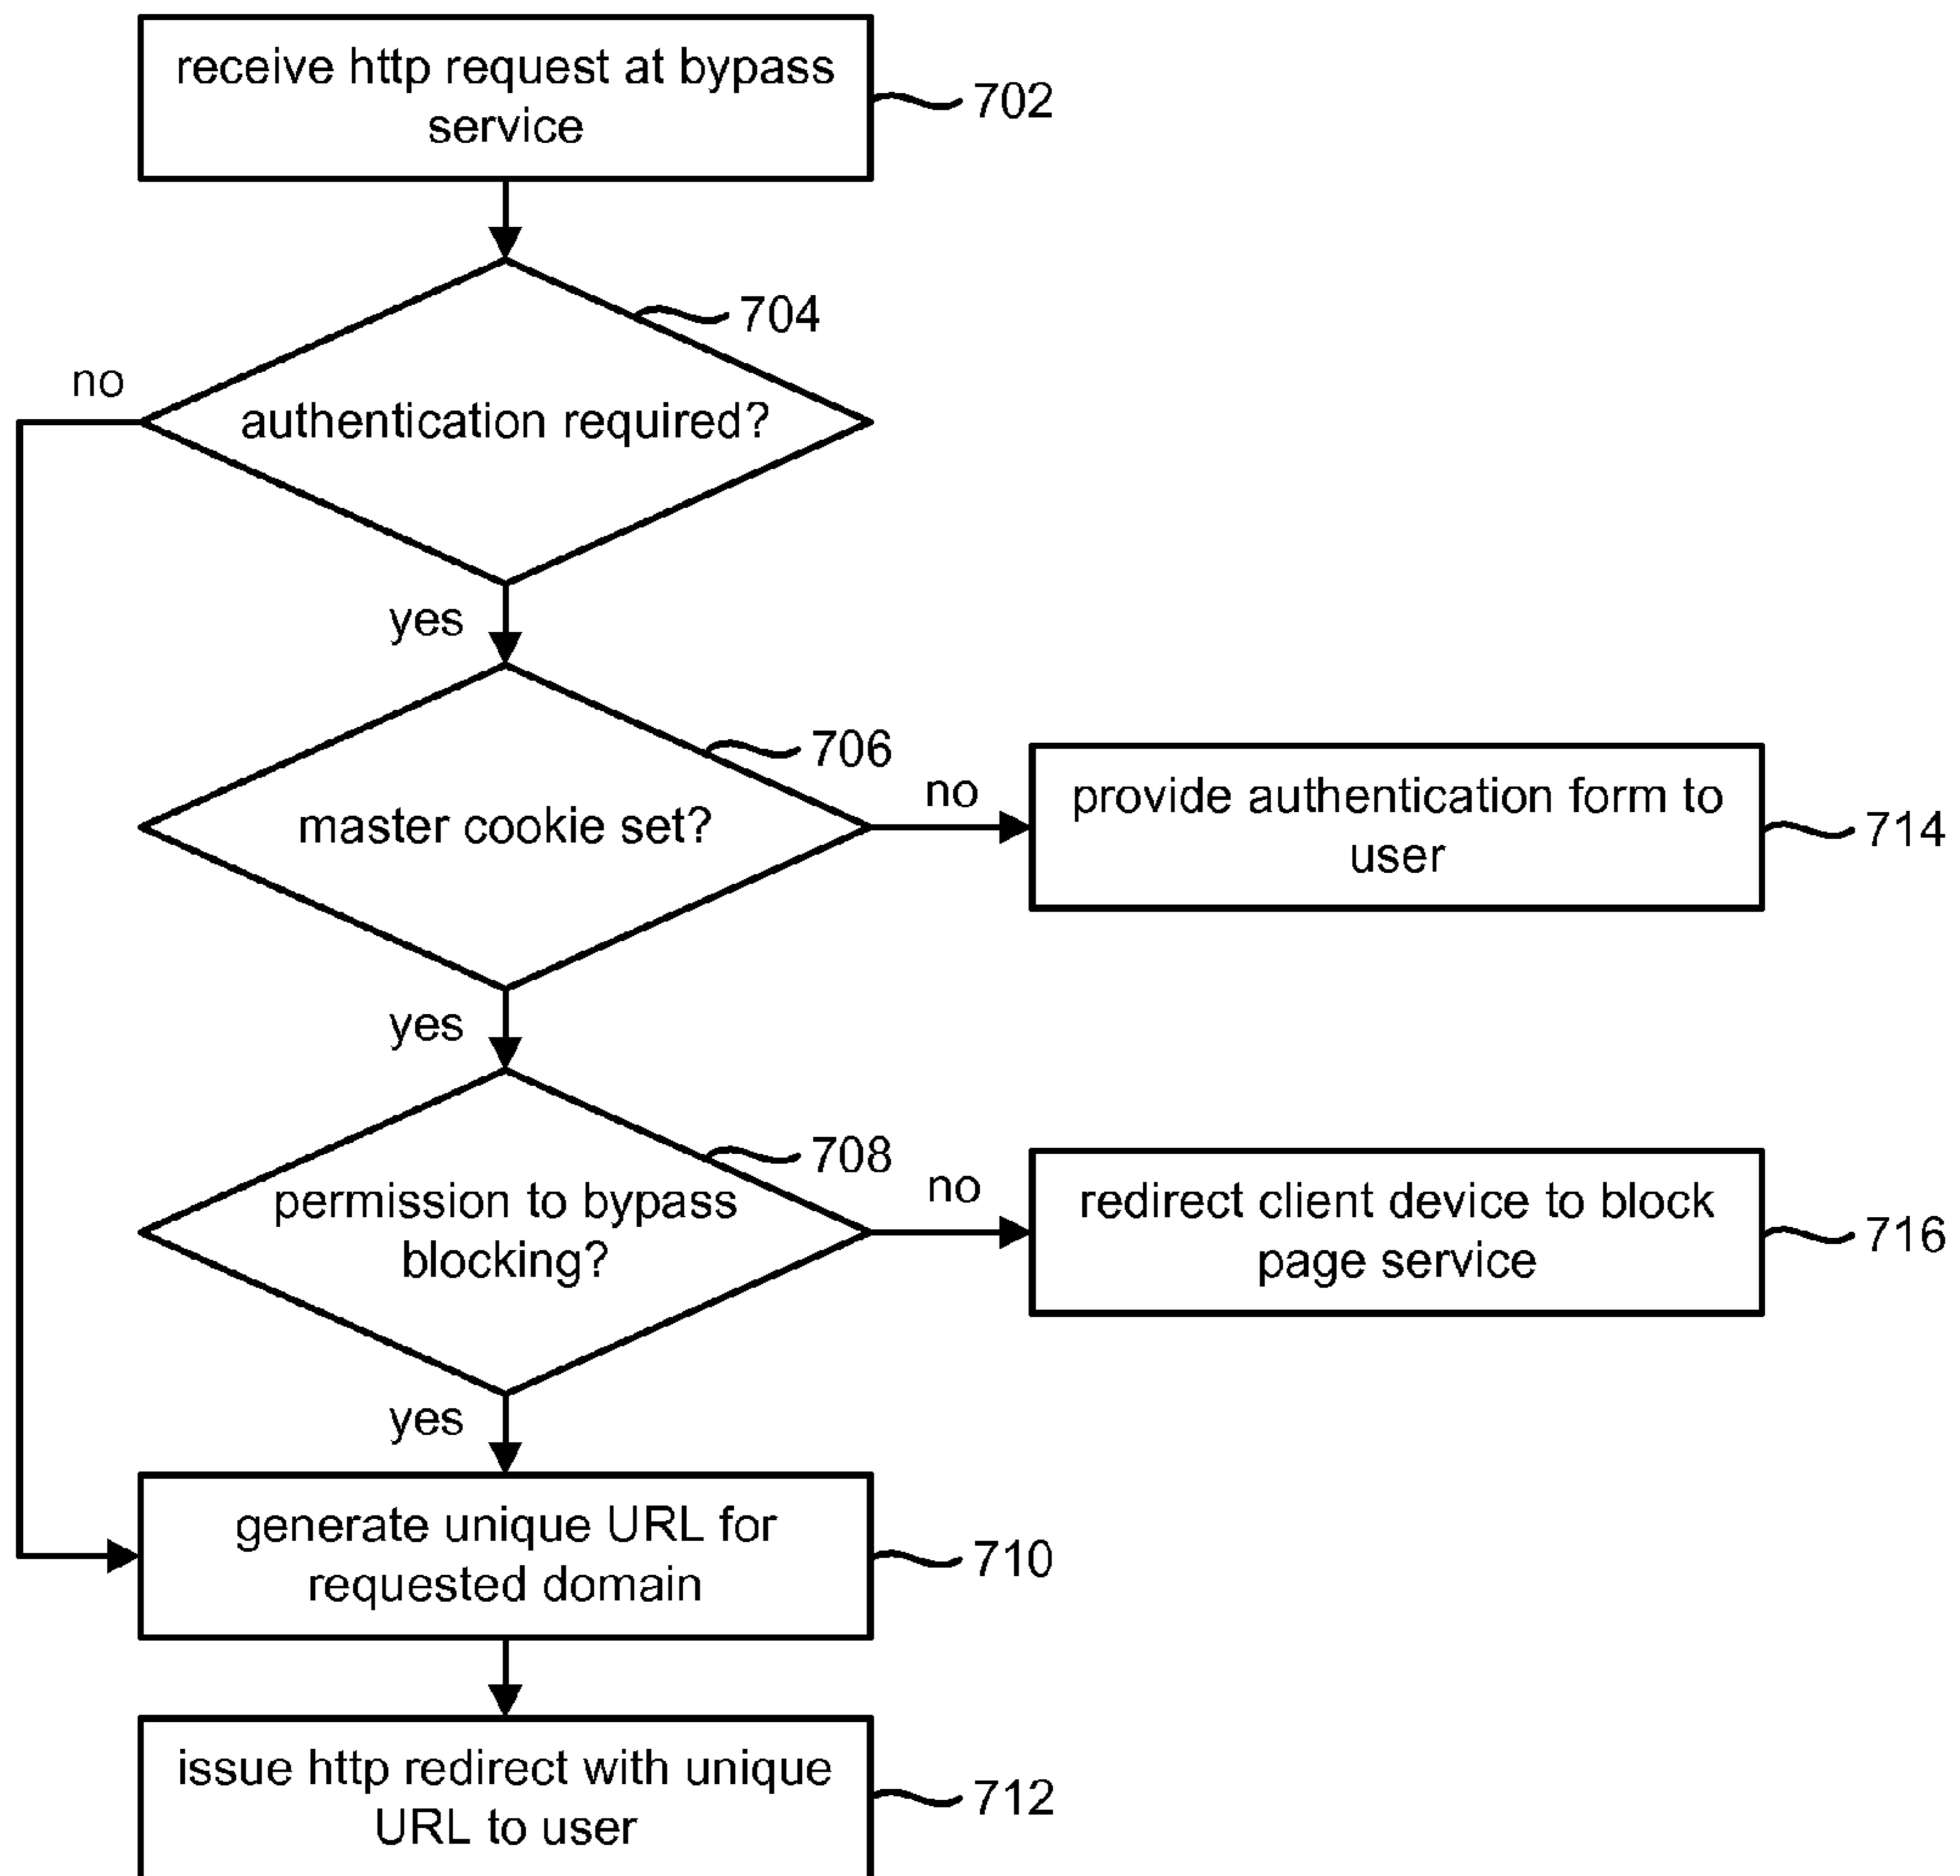 receive http request at bypass
service
702
704
no
authentication required?
yes
706
master cookie set?
no
provide authentication form to
user
714
yes
708
permission to bypass
blocking?
no
redirect client device to block
page service
716
yes
generate unique URL for
requested domain
710
issue http redirect with unique
URL to user
712